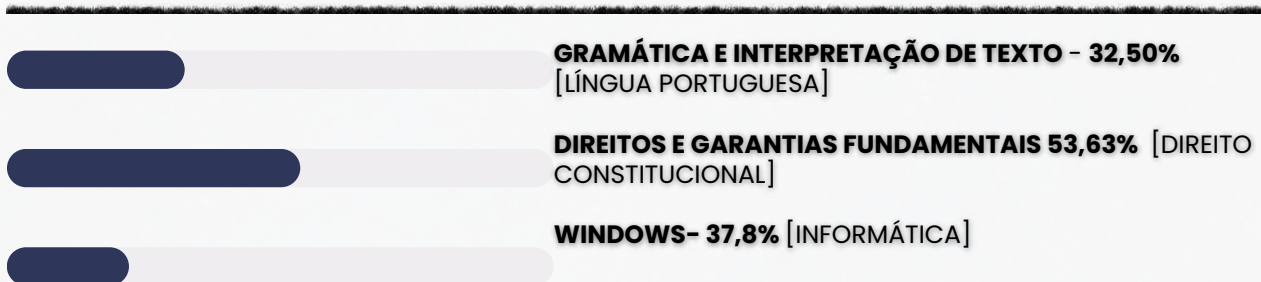 GRAMÁTICA E INTERPRETAÇÃO DE TEXTO - 32,50%
[LÍNGUA PORTUGUESA]
DIREITOS E GARANTIAS FUNDAMENTAIS 53,63% [DIREITO
CONSTITUCIONAL]
WINDOWS- 37,8% [INFORMÁTICA]